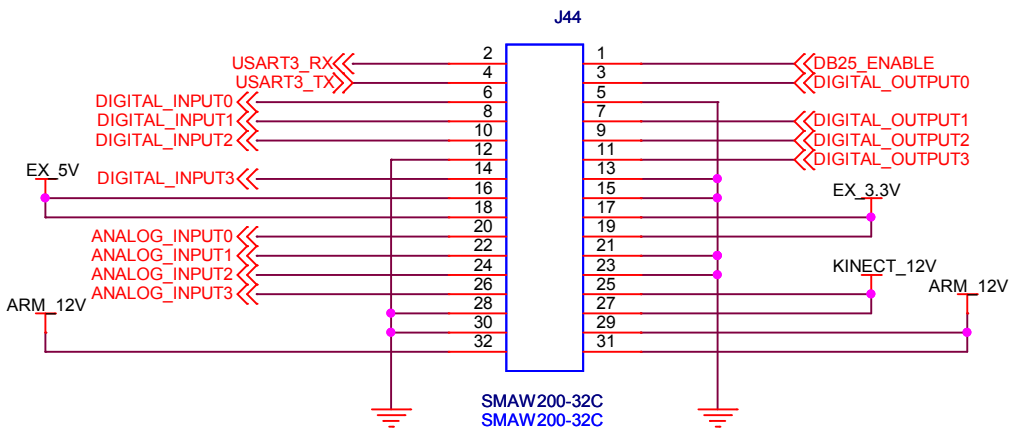 J44
USART3_RX 2 1 DB25_ENABLE
USART3_TX 4 3 DIGITAL_OUTPUT0
DIGITAL_INPUT0 6 5
DIGITAL_INPUT1 8 7 DIGITAL_OUTPUT1
DIGITAL_INPUT2 10 9 DIGITAL_OUTPUT2
12 11 DIGITAL_OUTPUT3
EX_5V
DIGITAL_INPUT3 14 13
16 15
EX_3.3V
18 17
ANALOG_INPUT0 20 19
ANALOG_INPUT1 22 21
ANALOG_INPUT2 24 23
KINECT_12V
ANALOG_INPUT3 26 25
ARM_12V
ARM_12V
28 27
30 29
32 31
SMAW200-32C
SMAW200-32C